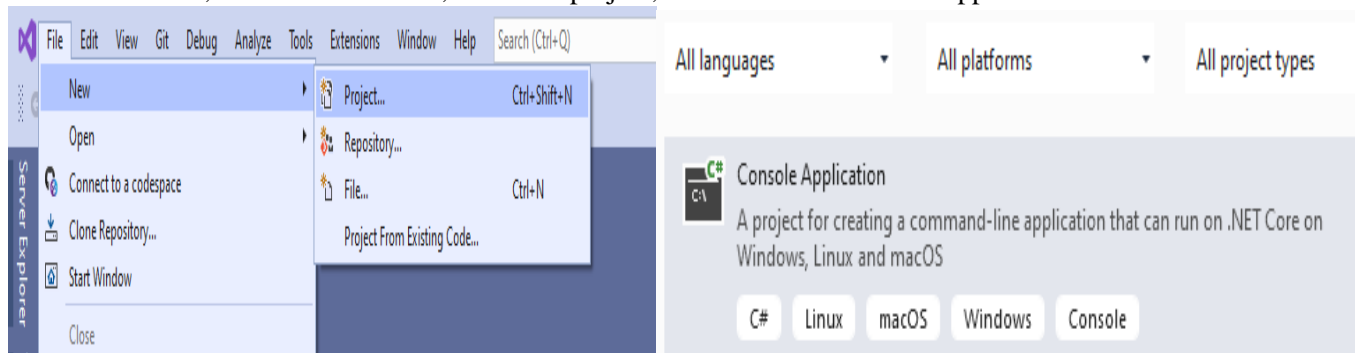 File Edit View Git Debug Analyze Tools Extensions Window Help Search (Ctrl+Q)
New
Open
Connect to a codespace
Clone Repository...
Start Window
Close
Project... Ctrl+Shift+N
Repository...
File... Ctrl+N
Project From Existing Code...
Server Explorer
All languages All platforms All project types
C#
C:\
Console Application
A project for creating a command-line application that can run on .NET Core on
Windows, Linux and macOS
C# Linux macOS Windows Console